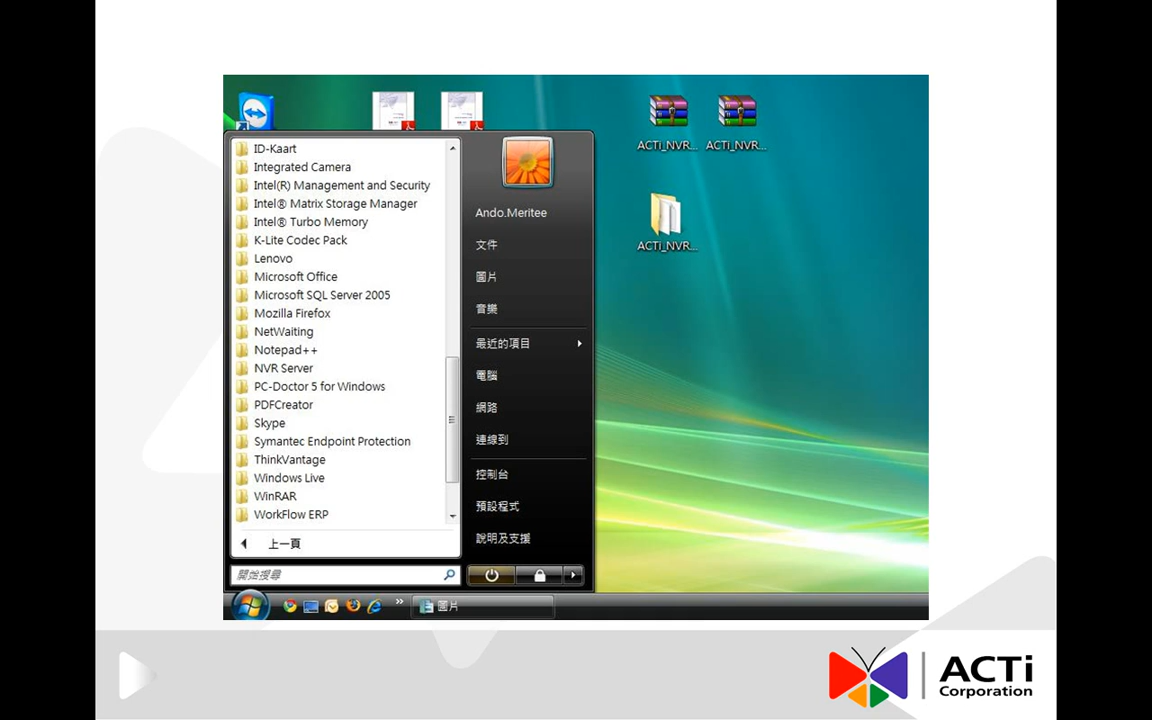 ACTi_NVR...
ACTi_NVR...
ACTi_NVR...
ID-Kaart
Integrated Camera
Intel(R) Management and Security
Intel® Matrix Storage Manager
Intel® Turbo Memory
K-Lite Codec Pack
Lenovo
Microsoft Office
Microsoft SQL Server 2005
Mozilla Firefox
NetWaiting
Notepad++
NVR Server
PC-Doctor 5 for Windows
PDFCreator
Skype
Symantec Endpoint Protection
ThinkVantage
Windows Live
WinRAR
WorkFlow ERP
上一頁
開始搜尋
Ando.Meritee
文件
圖片
音樂
最近的項目
電腦
網路
連線到
控制台
預設程式
說明及支援
圖片
ACTi
Corporation